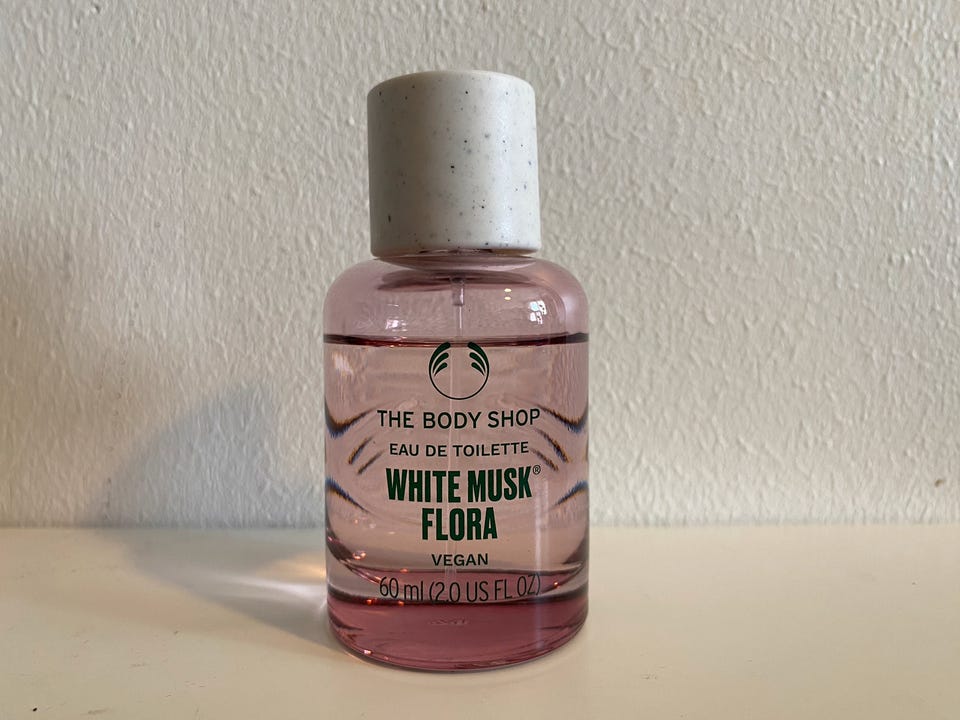 THE BODY SHOP
EAU DE TOILETTE
WHITE MUSK®
FLORA
VEGAN
60 ml (2.0 US FL OZ)